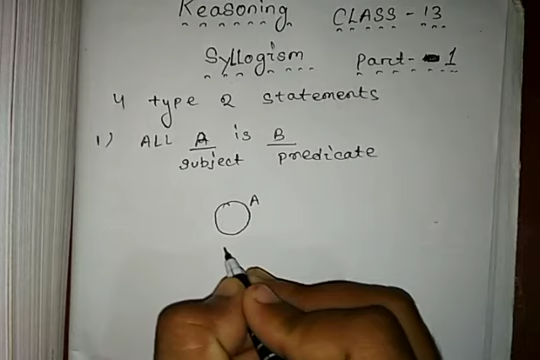 Reasoning CLASS - 13
Syllogism part - 1
4 type 2 statements
1) ALL A is B
subject predicate
A